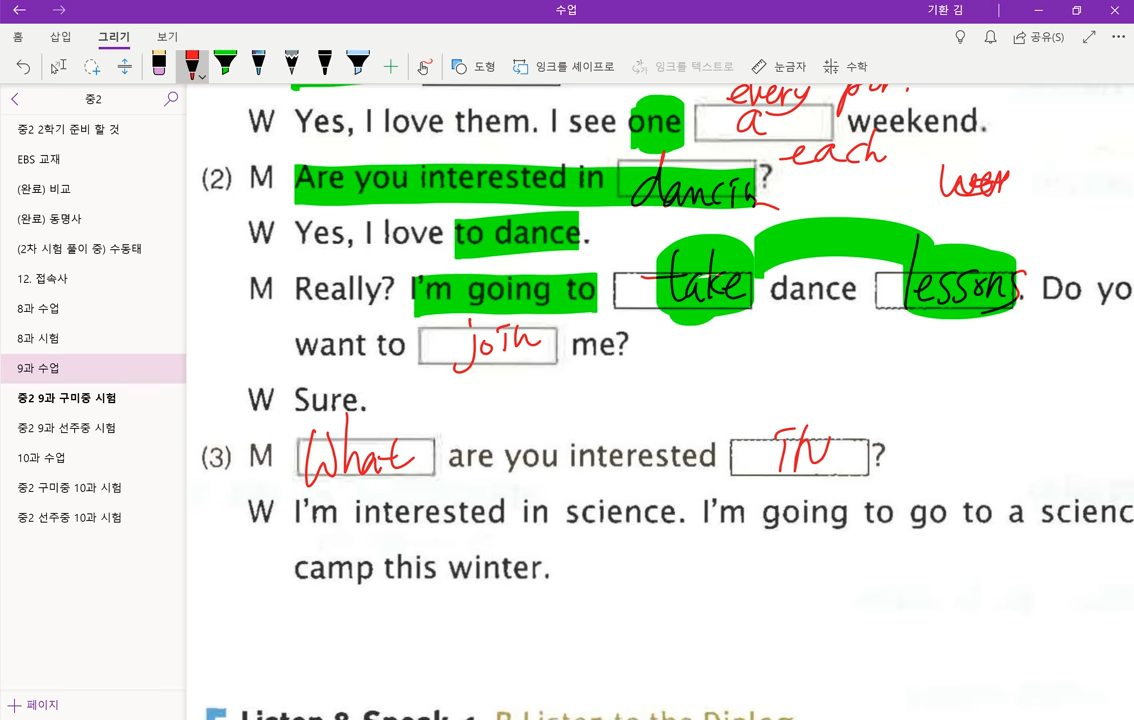 수업
기환 김
홈 삽입 그리기 보기
공유(S)
도형 잉크를 셰이프로 잉크를 텍스트로 눈금자 수학
중2
중2 2학기 준비 할 것
EBS 교재
(완료) 비교
(완료) 동명사
(2차 시험 풀이 중) 수동태
12. 접속사
8과 수업
8과 시험
9과 수업
중2 9과 구미중 시험
중2 9과 선주중 시험
10과 수업
중2 구미중 10과 시험
중2 선주중 10과 시험
페이지
every
W Yes, I love them. I see one a weekend.
each
(2) M Are you interested in dancin ?
W Yes, I love to dance.
M Really? I'm going to take dance lessons. Do yo
want to join me?
W Sure.
(3) M What are you interested in ?
W I'm interested in science. I'm going to go to a scienc
camp this winter.